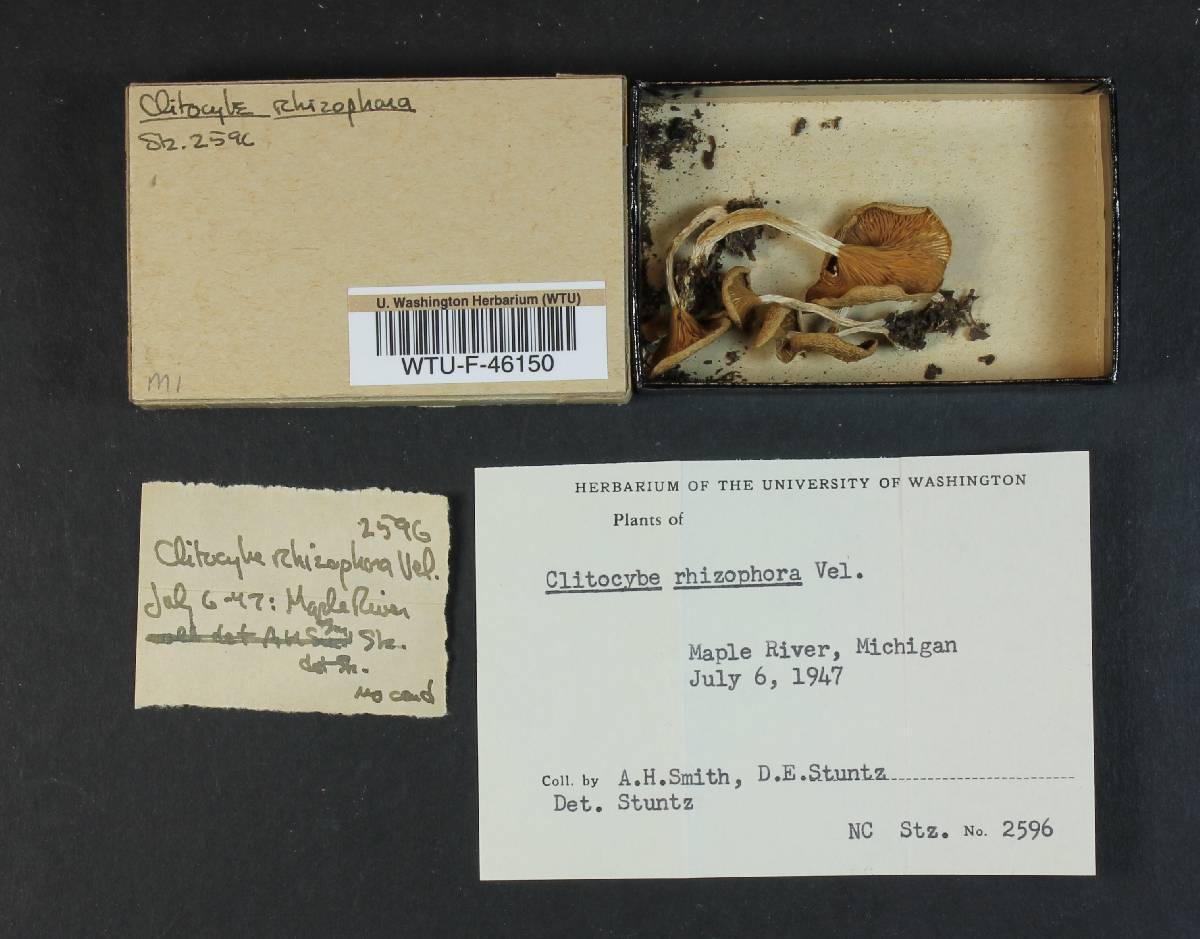 Clitocybe rhizophora
Stz. 2596
U. Washington Herbarium (WTU)
WTU-F-46150
MI
2596
Clitocybe rhizophora Vel.
July 6-47: Maple River
det AHSm Stz.
det Stz.
no card
HERBARIUM OF THE UNIVERSITY OF WASHINGTON
Plants of
Clitocybe rhizophora Vel.
Maple River, Michigan
July 6, 1947
Coll. by A.H.Smith, D.E.Stuntz
Det. Stuntz
NC Stz. No. 2596